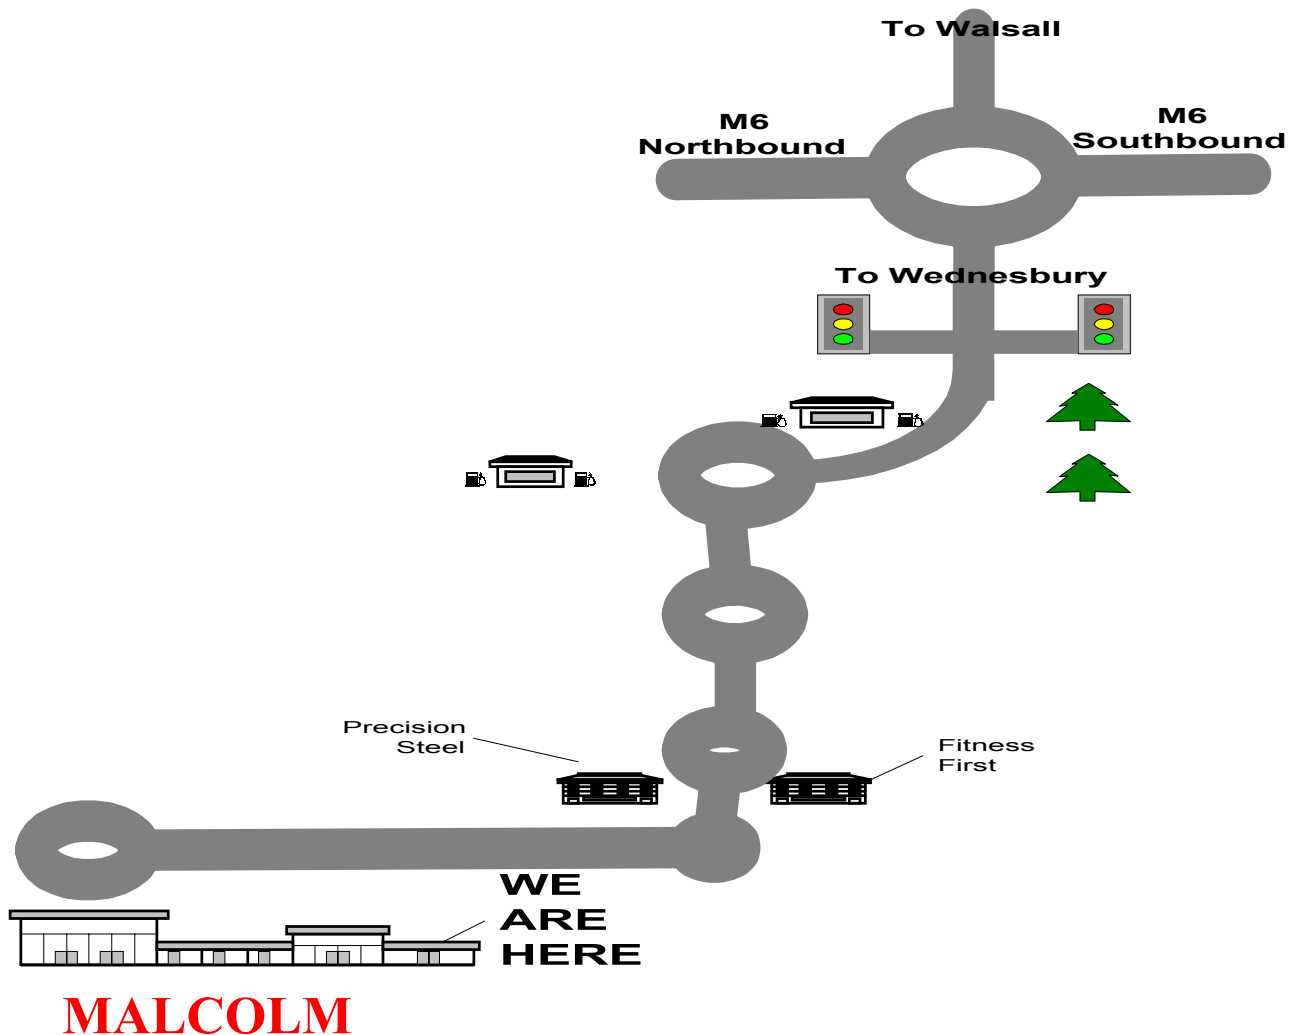 To Walsall
M6
Northbound
M6
Southbound
To Wednesbury
Precision
Steel
Fitness
First
WE
ARE
HERE
MALCOLM